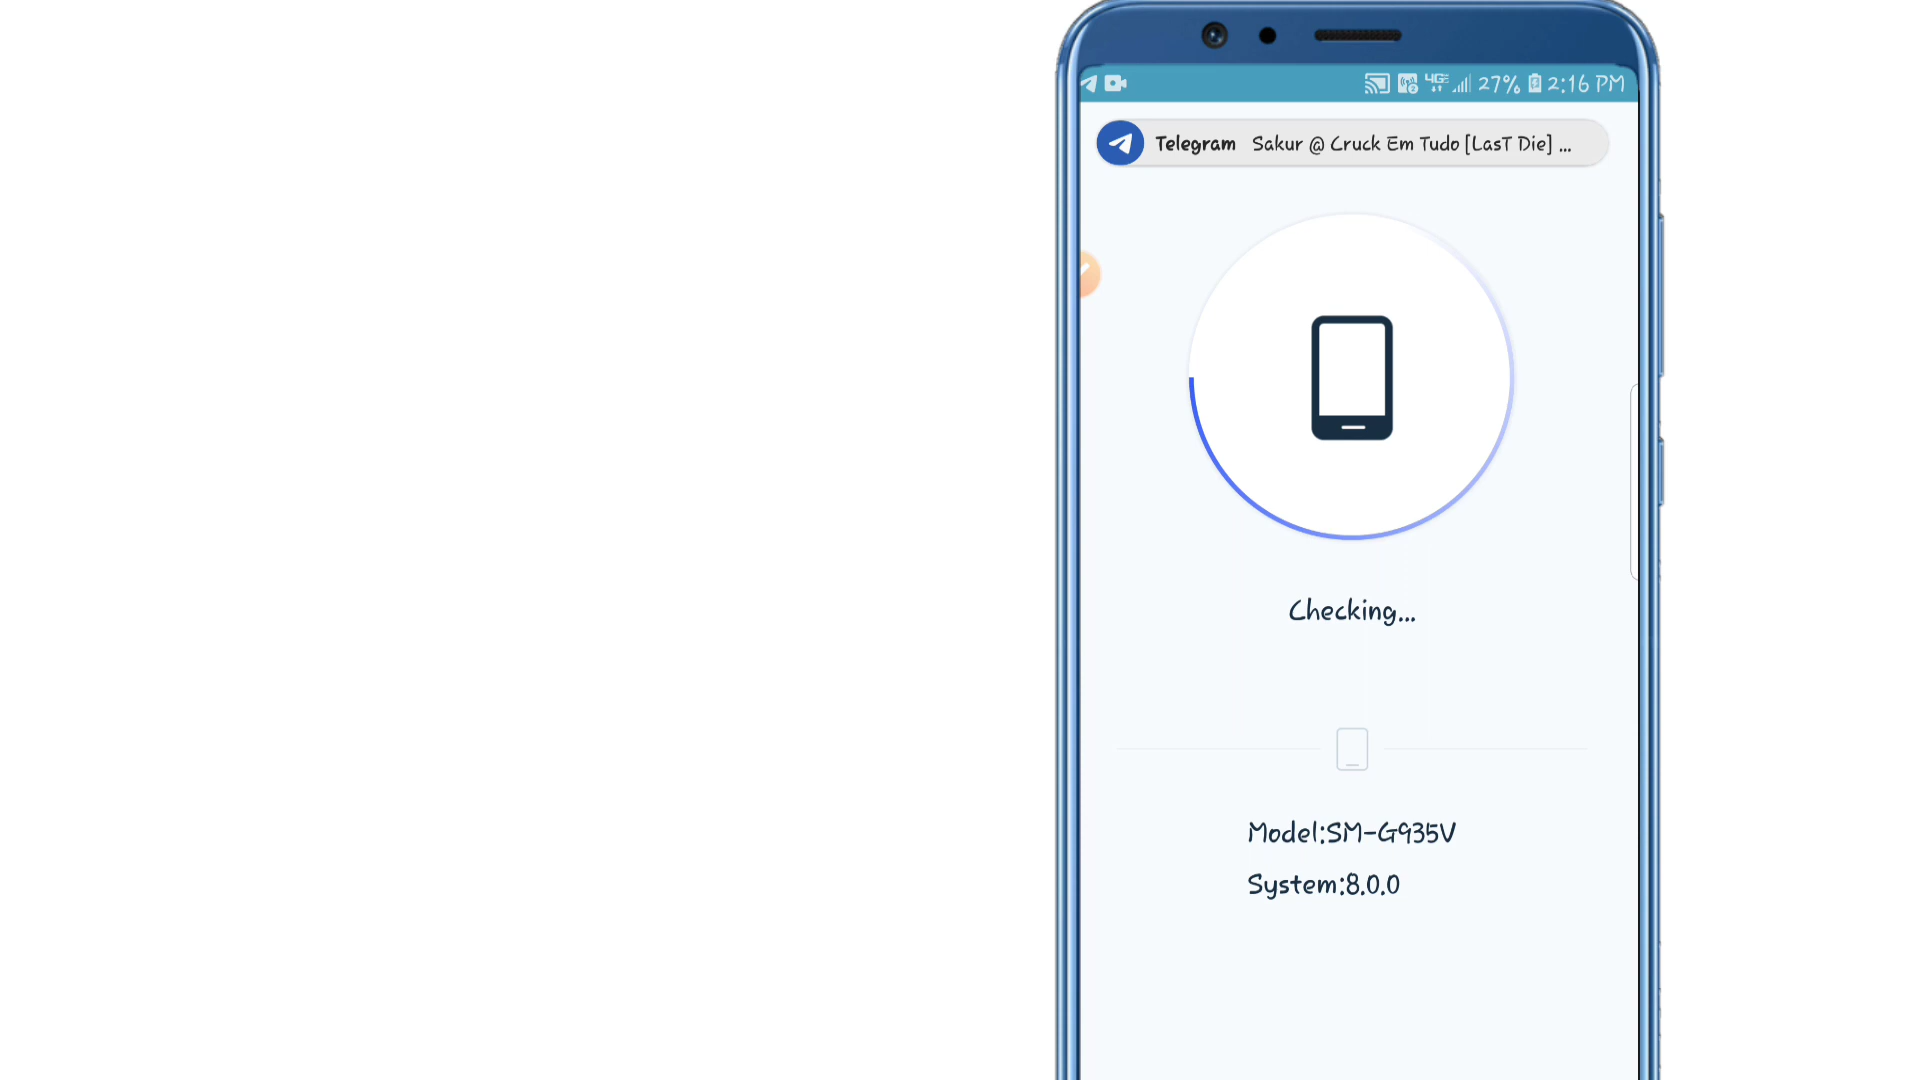 4GE 27% 2:16 PM
Telegram Sakur @ Cruck Em Tudo [LasT Die] ...
Checking...
Model:SM-G935V
System:8.0.0